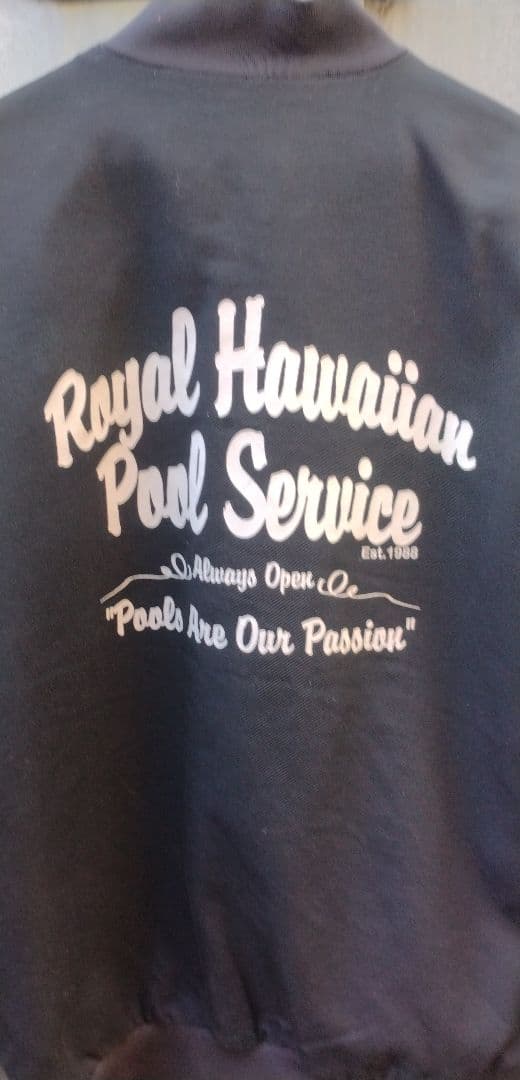 Royal Hawaiian
Pool Service
Est.1988
Always Open
"Pools Are Our Passion"